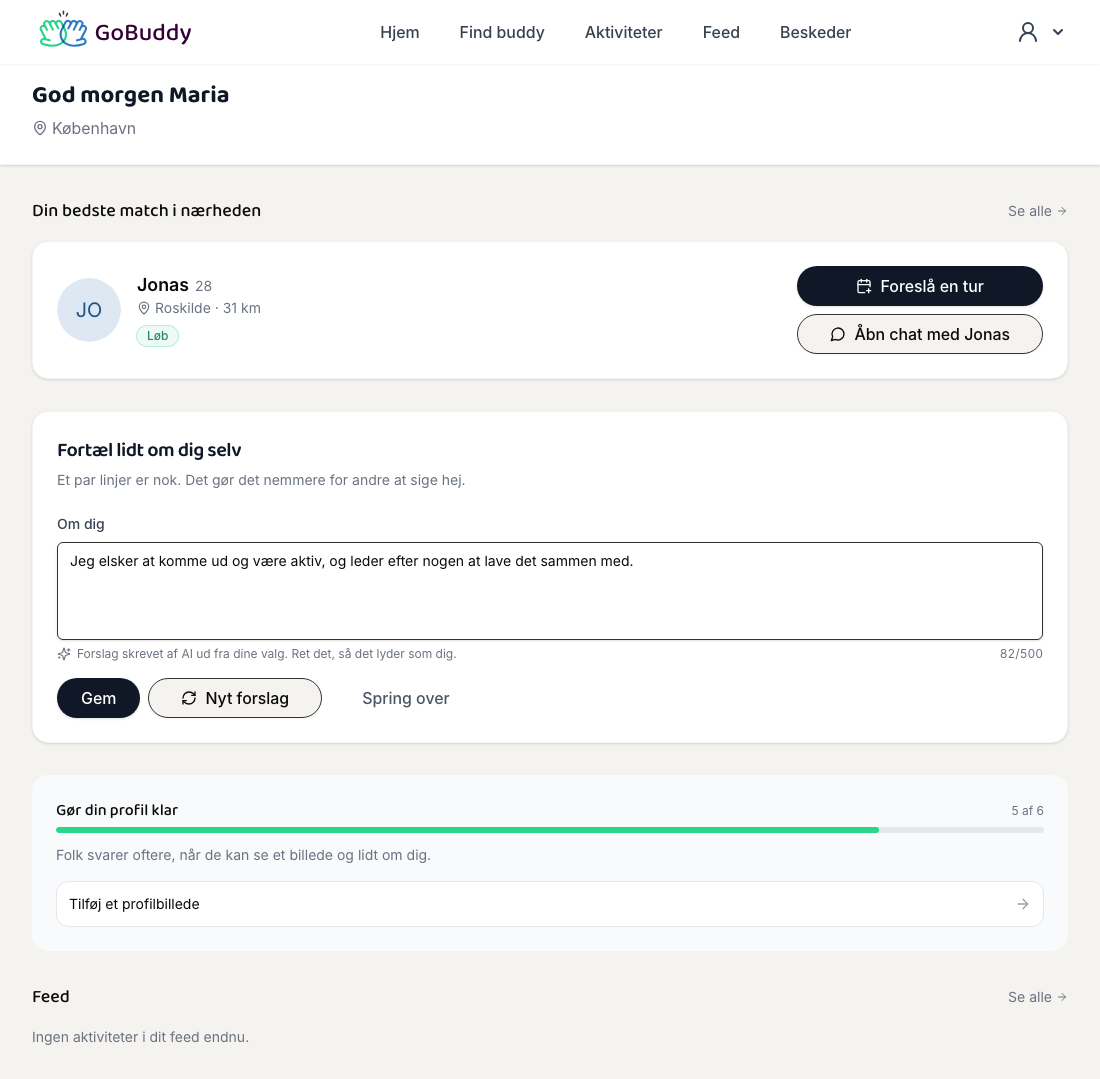 GoBuddy
Hjem
Find buddy
Aktiviteter
Feed
Beskeder
God morgen Maria
København
Din bedste match i nærheden
Se alle →
JO
Jonas 28
Roskilde · 31 km
Løb
Foreslå en tur
Åbn chat med Jonas
Fortæl lidt om dig selv
Et par linjer er nok. Det gør det nemmere for andre at sige hej.
Om dig
Jeg elsker at komme ud og være aktiv, og leder efter nogen at lave det sammen med.
Forslag skrevet af AI ud fra dine valg. Ret det, så det lyder som dig.
82/500
Gem
Nyt forslag
Spring over
Gør din profil klar
5 af 6
Folk svarer oftere, når de kan se et billede og lidt om dig.
Tilføj et profilbillede →
Feed
Se alle →
Ingen aktiviteter i dit feed endnu.